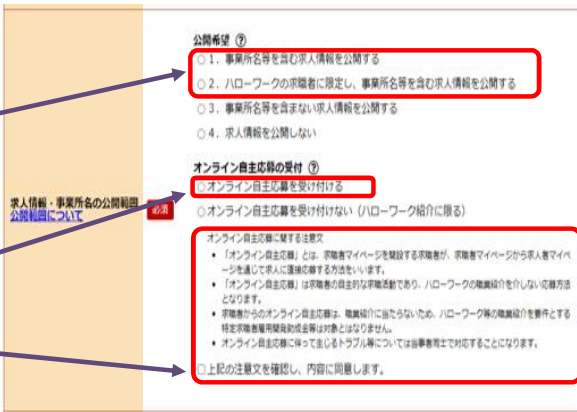 公開希望 ?
1．事業所名等を含む求人情報を公開する
2．ハローワークの求職者に限定し、事業所名等を含む求人情報を公開する
3．事業所名等を含まない求人情報を公開する
4．求人情報を公開しない
オンライン自主応募の受付 ?
オンライン自主応募を受け付ける
求人情報・事業所名の公開範囲
公開範囲について
必須
オンライン自主応募を受け付けない（ハローワーク紹介に限る）
オンライン自主応募に関する注意文
• 「オンライン自主応募」とは、求職者マイページを開設する求職者が、求職者マイページから求人者マイペ
ージを通じて求人に直接応募する方法をいいます。
• 「オンライン自主応募」は求職者の自主的な求職活動であり、ハローワークの職業紹介を介しない応募方法
となります。
• 求職者からのオンライン自主応募は、職業紹介に当たらないため、ハローワーク等の職業紹介を要件とする
特定求職者雇用開発助成金等は対象とはなりません。
• オンライン自主応募に伴って生じるトラブル等については当事者同士で対応することになります。
上記の注意文を確認し、内容に同意します。